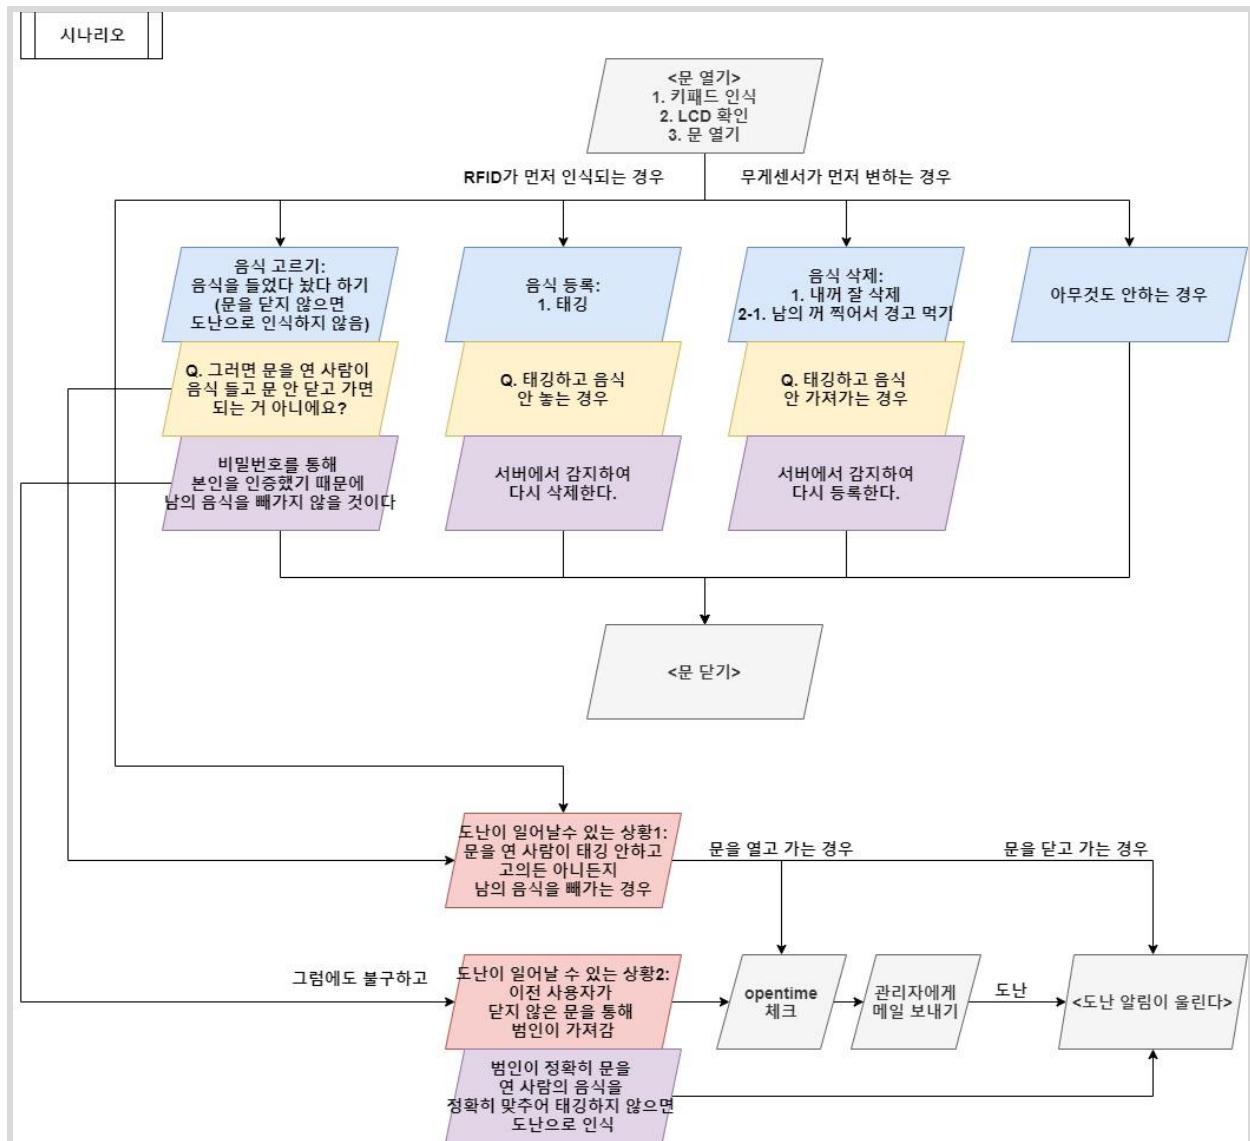 시나리오
<문 열기>
1. 키패드 인식
2. LCD 확인
3. 문 열기
RFID가 먼저 인식되는 경우
무게센서가 먼저 변하는 경우
음식 고르기:
음식을 들었다 놨다 하기
(문을 닫지 않으면
도난으로 인식하지 않음)
음식 등록:
1. 태깅
음식 삭제:
1. 내꺼 잘 삭제
2-1. 남의 꺼 찍어서 경고 먹기
아무것도 안하는 경우
Q. 그러면 문을 연 사람이
음식 들고 문 안 닫고 가면
되는 거 아니에요?
Q. 태깅하고 음식
안 놓는 경우
Q. 태깅하고 음식
안 가져가는 경우
비밀번호를 통해
본인을 인증했기 때문에
남의 음식을 빼가지 않을 것이다
서버에서 감지하여
다시 삭제한다.
서버에서 감지하여
다시 등록한다.
<문 닫기>
도난이 일어날수 있는 상황1:
문을 연 사람이 태깅 안하고
고의든 아니든지
남의 음식을 빼가는 경우
문을 열고 가는 경우
문을 닫고 가는 경우
그럼에도 불구하고
도난이 일어날 수 있는 상황2:
이전 사용자가
닫지 않은 문을 통해
범인이 가져감
opentime
체크
관리자에게
메일 보내기
도난
<도난 알림이 울린다>
범인이 정확히 문을
연 사람의 음식을
정확히 맞추어 태깅하지 않으면
도난으로 인식